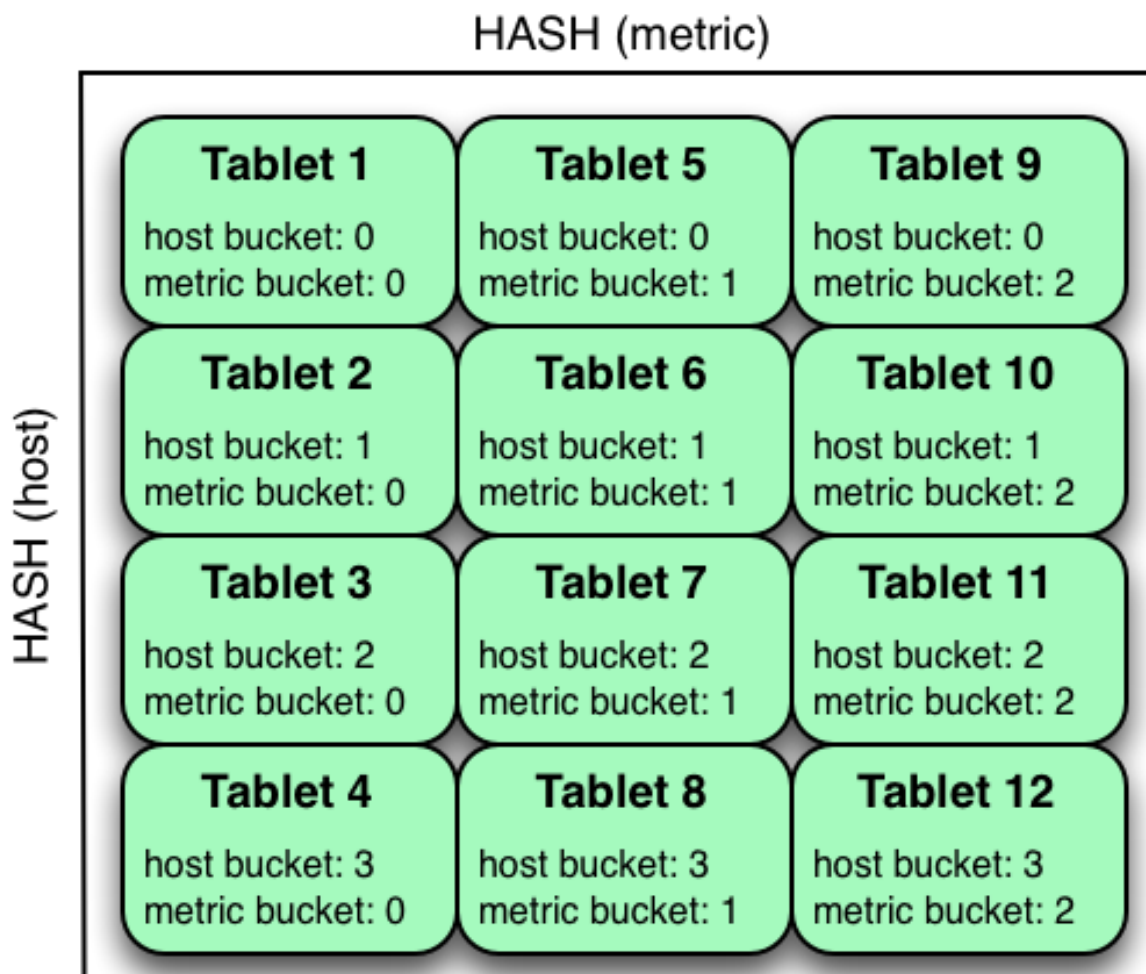 HASH (metric)
HASH (host)
Tablet 1
host bucket: 0
metric bucket: 0
Tablet 5
host bucket: 0
metric bucket: 1
Tablet 9
host bucket: 0
metric bucket: 2
Tablet 2
host bucket: 1
metric bucket: 0
Tablet 6
host bucket: 1
metric bucket: 1
Tablet 10
host bucket: 1
metric bucket: 2
Tablet 3
host bucket: 2
metric bucket: 0
Tablet 7
host bucket: 2
metric bucket: 1
Tablet 11
host bucket: 2
metric bucket: 2
Tablet 4
host bucket: 3
metric bucket: 0
Tablet 8
host bucket: 3
metric bucket: 1
Tablet 12
host bucket: 3
metric bucket: 2